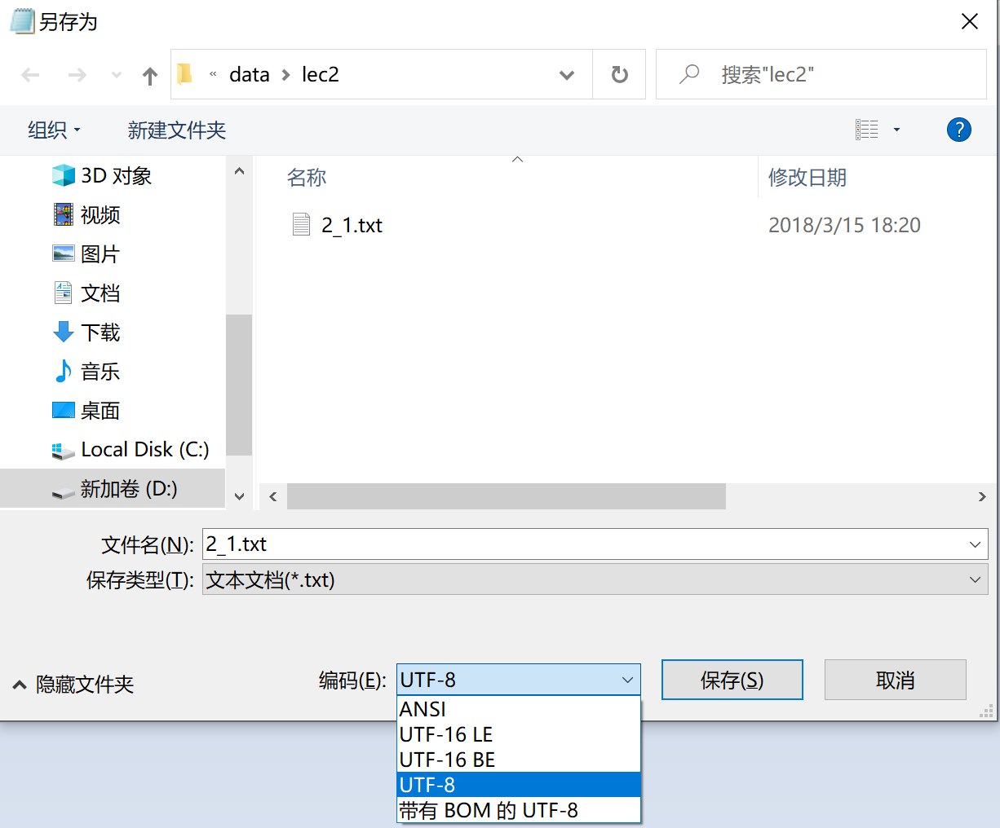 另存为
« data > lec2
搜索"lec2"
组织
新建文件夹
?
3D 对象
视频
图片
文档
下载
音乐
桌面
Local Disk (C:)
新加卷 (D:)
名称
修改日期
2_1.txt
2018/3/15 18:20
文件名(N):
2_1.txt
保存类型(T):
文本文档(*.txt)
隐藏文件夹
编码(E):
UTF-8
保存(S)
取消
ANSI
UTF-16 LE
UTF-16 BE
UTF-8
带有 BOM 的 UTF-8